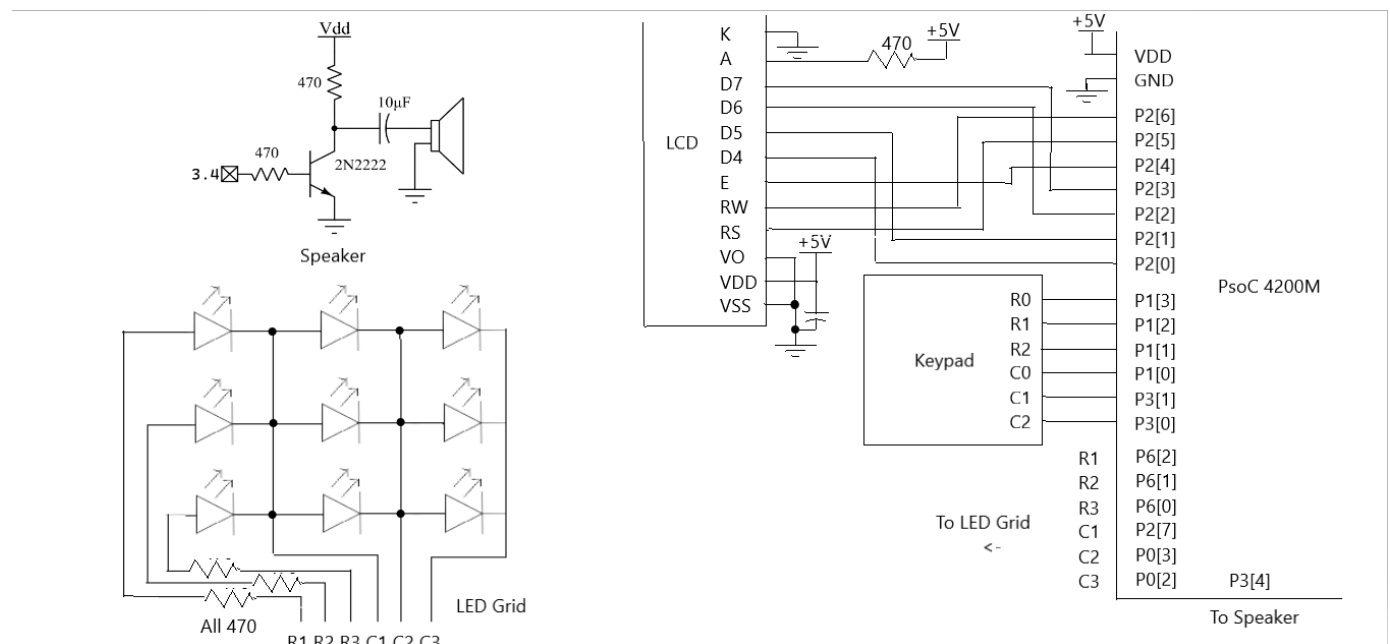 Vdd
470
10µF
470
2N2222
3.4
Speaker
All 470
LED Grid
R1 R2 R3 C1 C2 C3
LCD
K
A
D7
D6
D5
D4
E
RW
RS
VO
VDD
VSS
470
+5V
+5V
+5V
Keypad
R0
R1
R2
C0
C1
C2
VDD
GND
P2[6]
P2[5]
P2[4]
P2[3]
P2[2]
P2[1]
P2[0]
P1[3]
P1[2]
P1[1]
P1[0]
P3[1]
P3[0]
R1 P6[2]
R2 P6[1]
R3 P6[0]
C1 P2[7]
C2 P0[3]
C3 P0[2]
To LED Grid
<-
PsoC 4200M
P3[4]
To Speaker